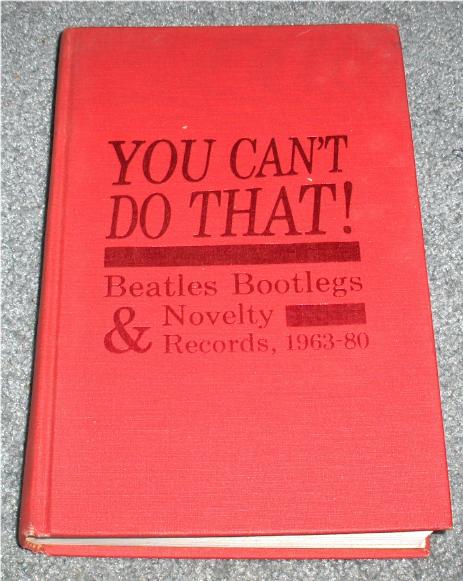 YOU CAN'T
DO THAT!
Beatles Bootlegs
& Novelty
Records, 1963-80